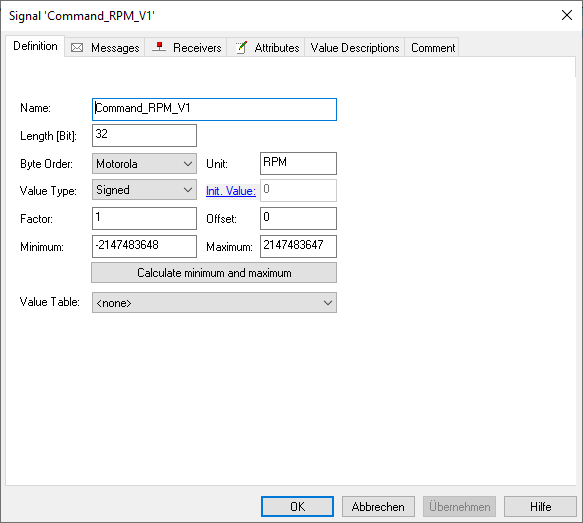 Signal 'Command_RPM_V1'
Definition Messages Receivers Attributes Value Descriptions Comment
Name: Command_RPM_V1
Length [Bit]: 32
Byte Order: Motorola Unit: RPM
Value Type: Signed Init. Value: 0
Factor: 1 Offset: 0
Minimum: -2147483648 Maximum: 2147483647
Calculate minimum and maximum
Value Table: <none>
OK Abbrechen Übernehmen Hilfe